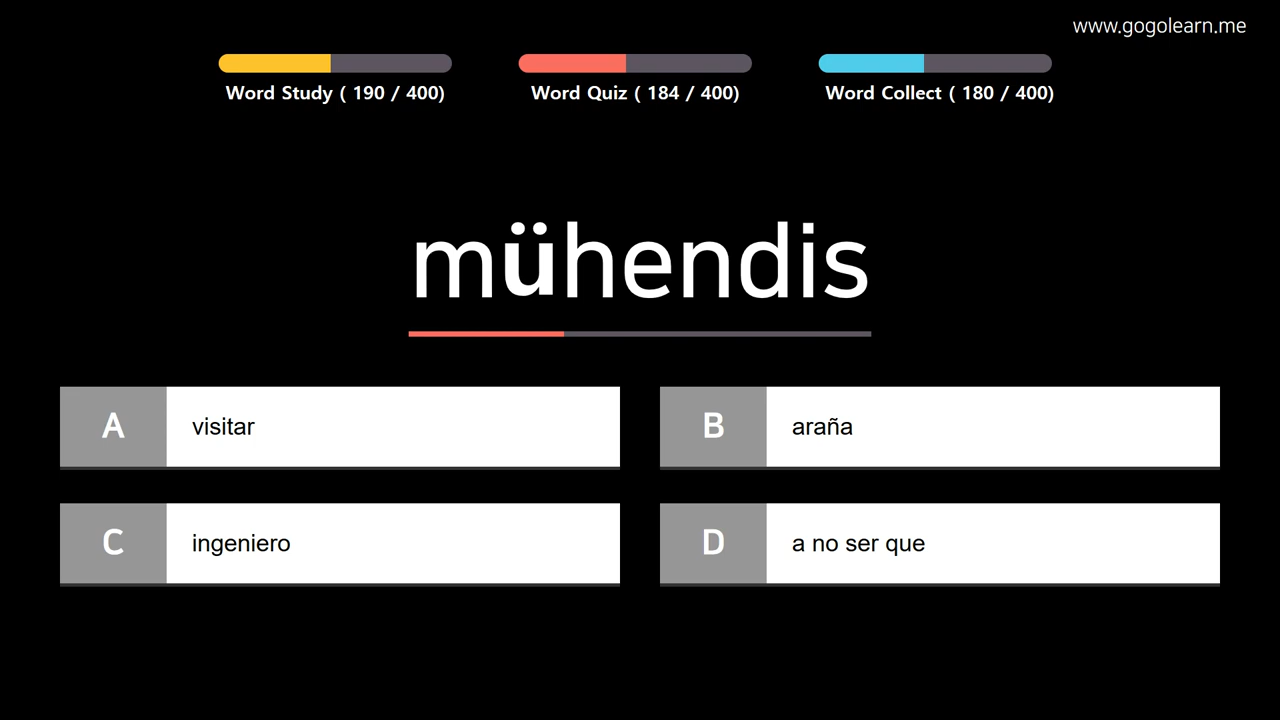 www.gogolearn.me
Word Study ( 190 / 400)
Word Quiz ( 184 / 400)
Word Collect ( 180 / 400)
mühendis
A visitar
B araña
C ingeniero
D a no ser que